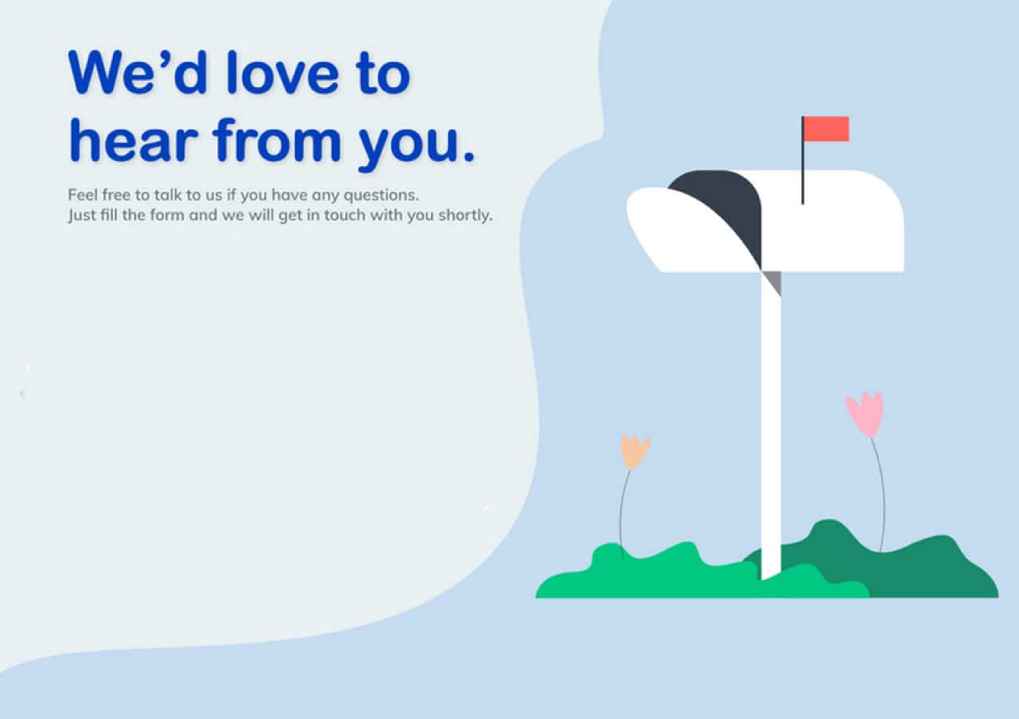 We’d love to
hear from you.
Feel free to talk to us if you have any questions.
Just fill the form and we will get in touch with you shortly.